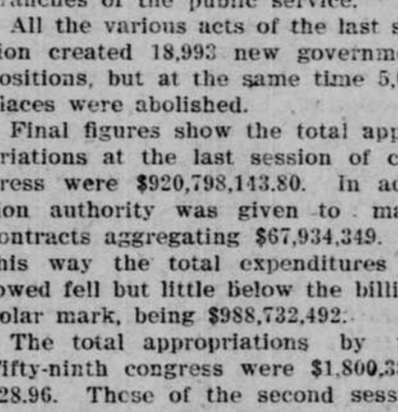 ranches of the public service.
All the various acts of the last s
ion created 18,993 new governme
ositions, but at the same time 5,
laces were abolished.
Final figures show the total app
riations at the last session of c
ress were $920,798,143.80. In ad
ion authority was given to ma
ontracts aggregating $67,934,349.
his way the total expenditures
owed fell but little below the billi
olar mark, being $988,732,492.
The total appropriations by
fifty-ninth congress were $1,800,3
28.96. These of the second sess